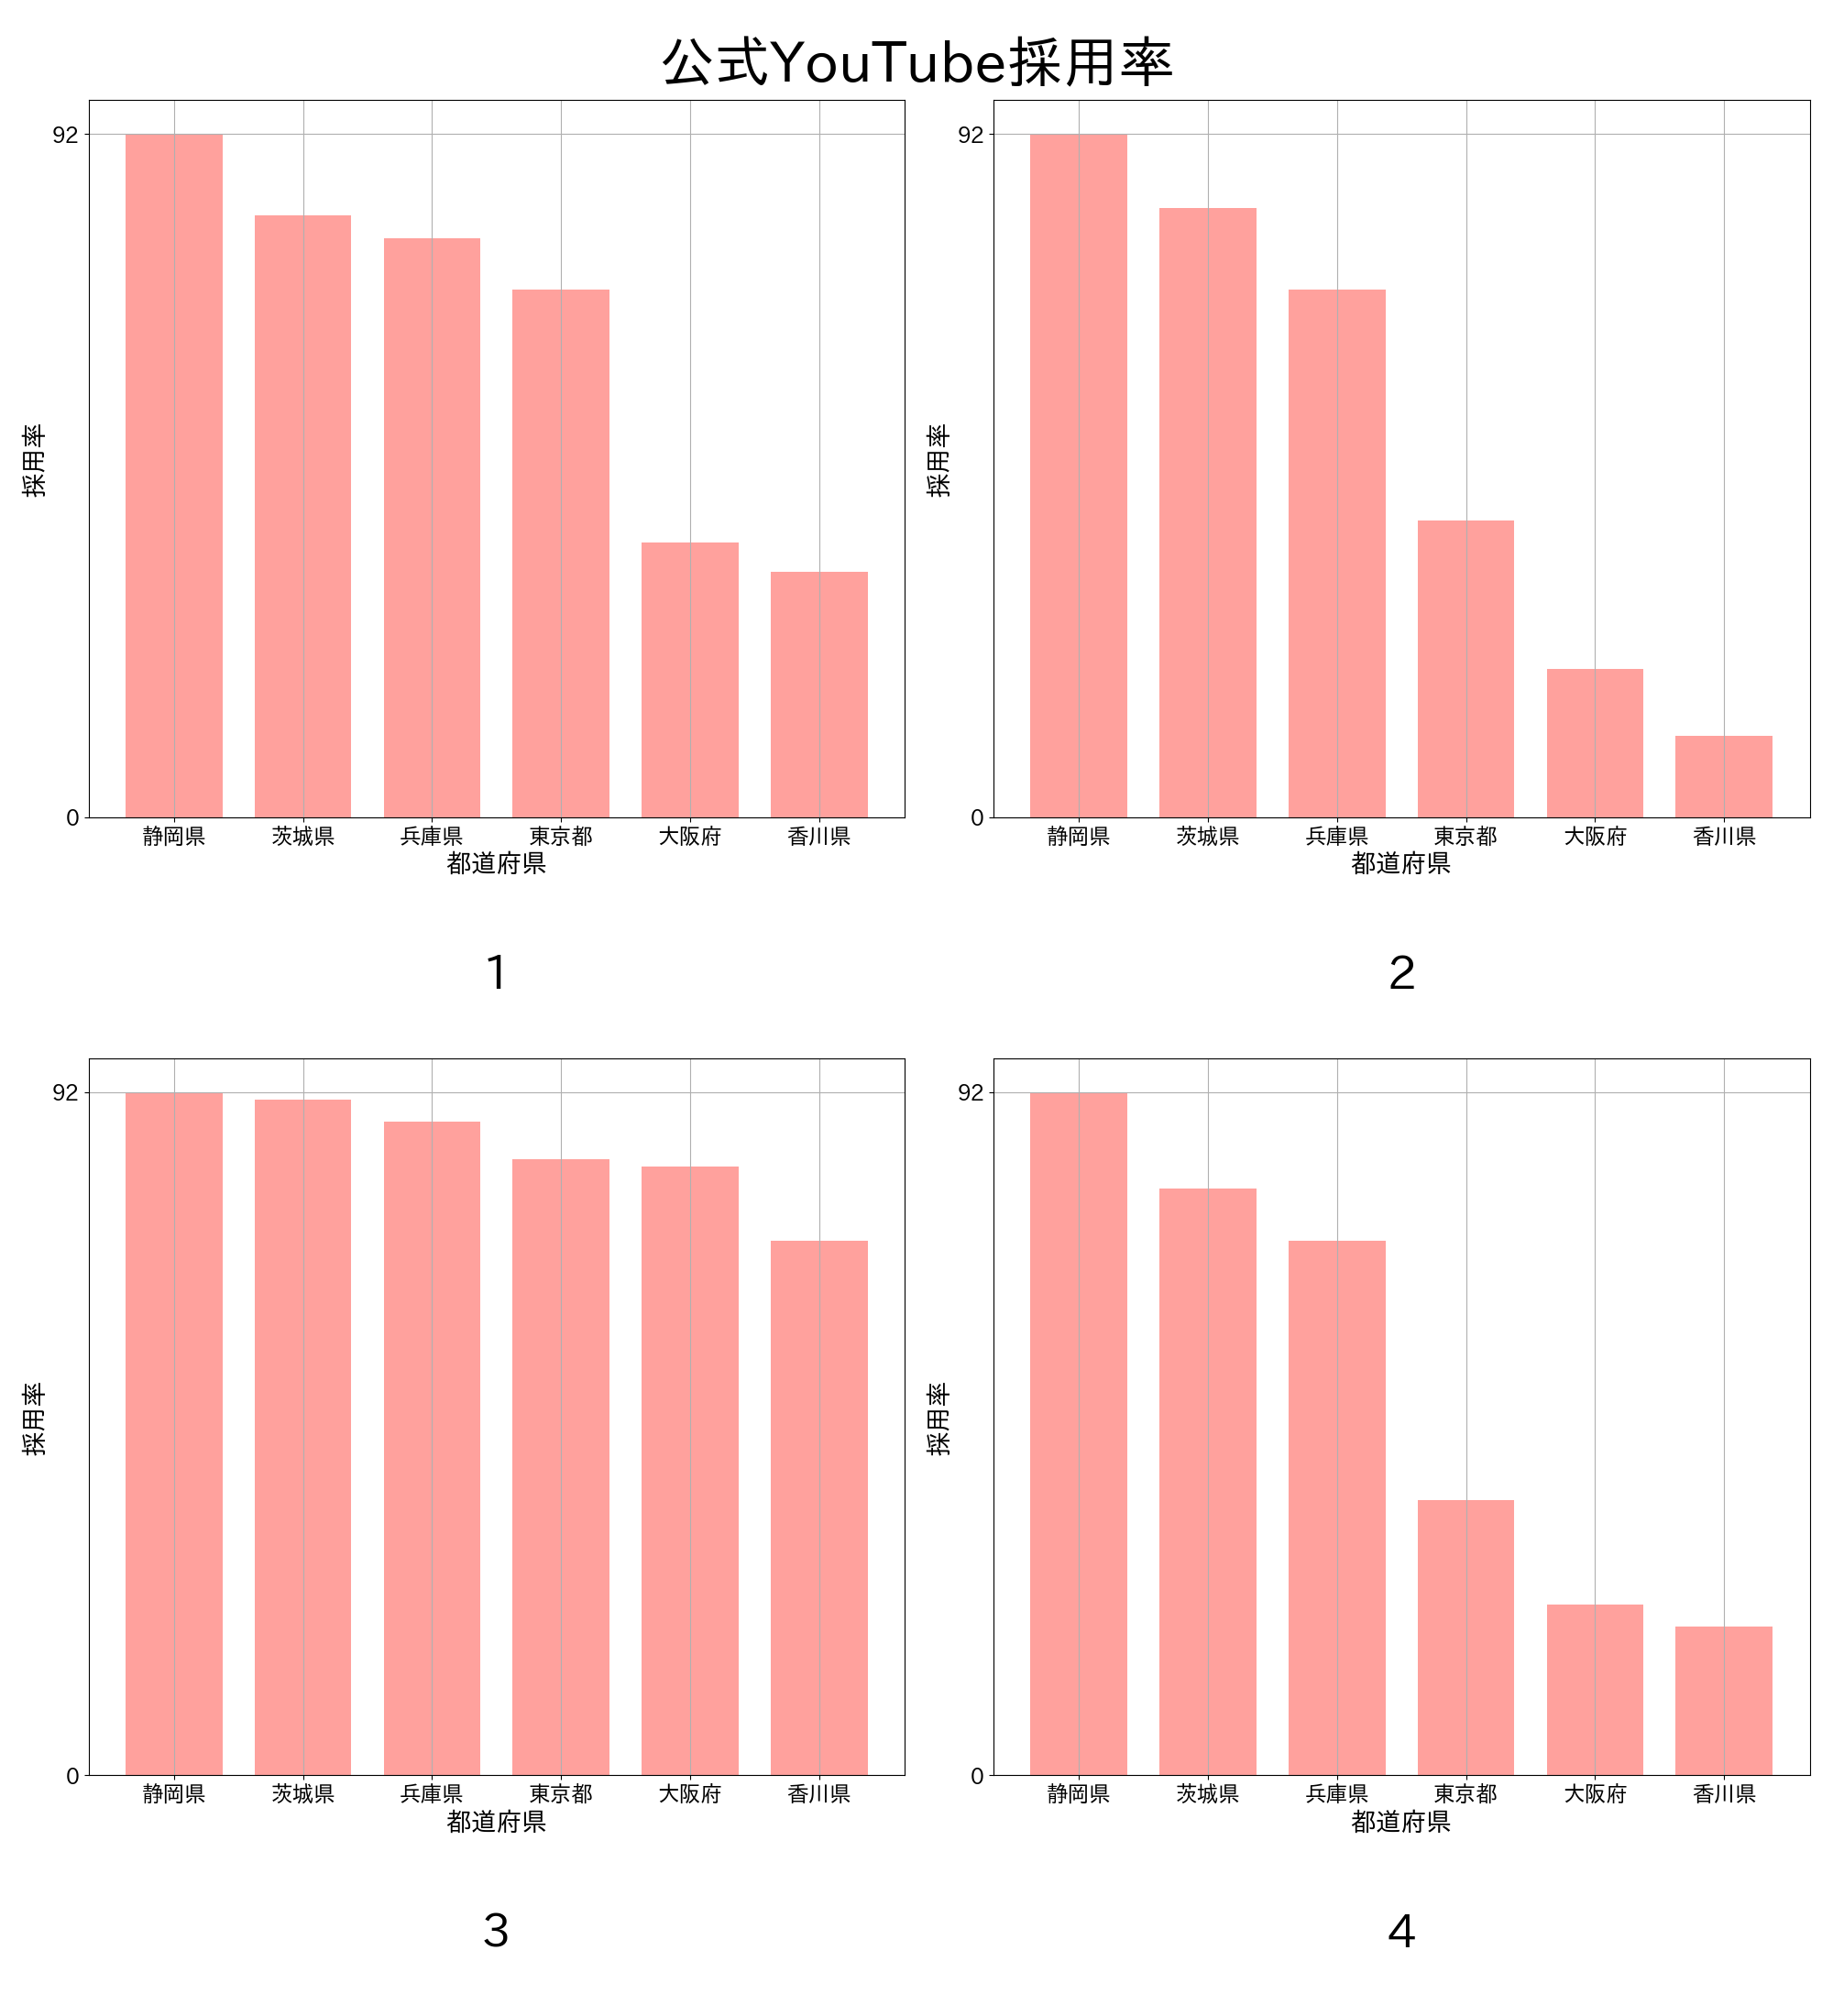 公式YouTube採用率
92
0
採用率
静岡県 茨城県 兵庫県 東京都 大阪府 香川県
都道府県
1
92
0
採用率
静岡県 茨城県 兵庫県 東京都 大阪府 香川県
都道府県
2
92
0
採用率
静岡県 茨城県 兵庫県 東京都 大阪府 香川県
都道府県
3
92
0
採用率
静岡県 茨城県 兵庫県 東京都 大阪府 香川県
都道府県
4